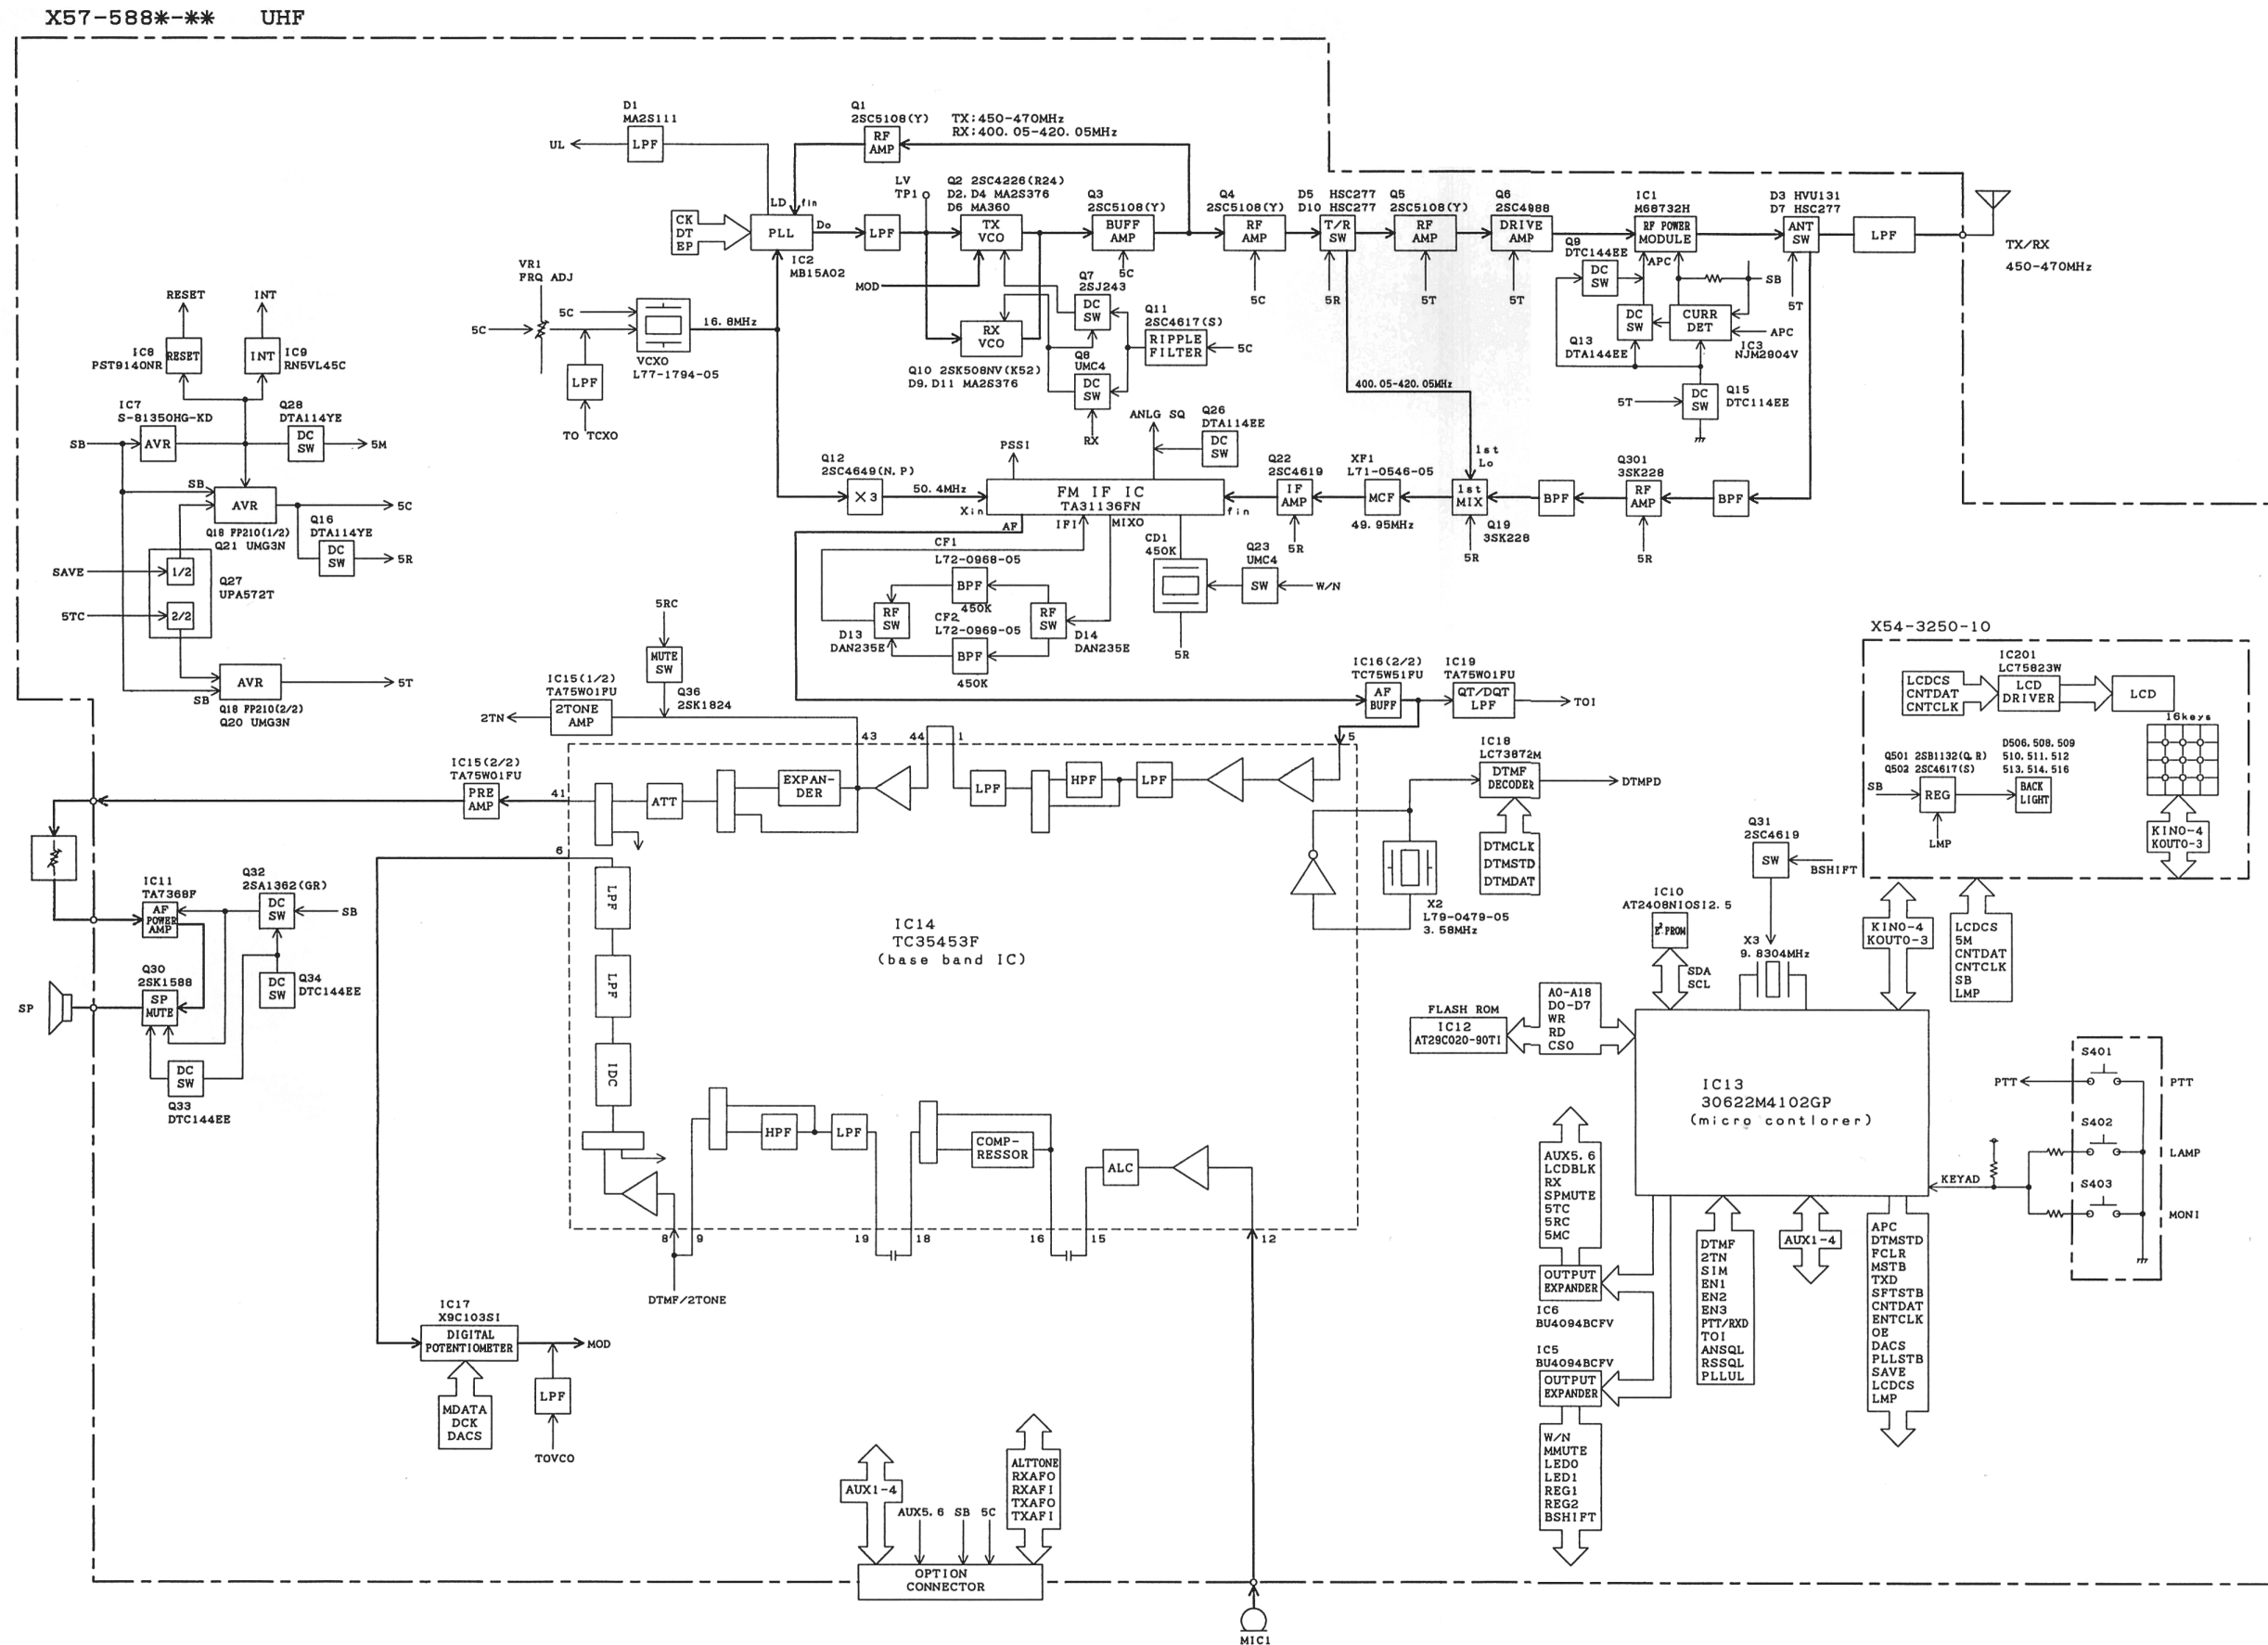 X57-588*-** UHF
D1
MA2S111
LPF
UL
Q1
2SC5108(Y)
RF
AMP
TX:450-470MHz
RX:400.05-420.05MHz
CK
DT
EP
LD
fin
PLL
Do
IC2
MB15A02
LPF
LV
TP1
Q2 2SC4226(R24)
D2. D4 MA2S376
D6 MA360
TX
VCO
MOD
RX
VCO
Q10 2SK508NV(K52)
D9. D11 MA2S376
Q3
2SC5108(Y)
BUFF
AMP
5C
Q7
2SJ243
DC
SW
Q8
UMC4
DC
SW
RX
Q11
2SC4617(S)
RIPPLE
FILTER
5C
Q4
2SC5108(Y)
RF
AMP
5C
D5 HSC277
D10 HSC277
T/R
SW
5R
Q5
2SC5108(Y)
RF
AMP
5T
Q6
2SC4988
DRIVE
AMP
5T
IC1
M68732H
RF POWER
MODULE
Q9
DTC144EE
DC
SW
APC
SB
DC
SW
CURR
DET
APC
Q13
DTA144EE
IC3
NJM2904V
5T
DC
SW
Q15
DTC114EE
D3 HVU131
D7 HSC277
ANT
SW
5T
LPF
TX/RX
450-470MHz
VR1
FRQ ADJ
5C
5C
VCXO
L77-1794-05
16.8MHz
LPF
TO TCXO
RESET
INT
IC8
PST9140NR
RESET
INT
IC9
RN5VL45C
IC7
S-81350HG-KD
SB
AVR
Q28
DTA114YE
DC
SW
5M
SB
AVR
5C
Q18 FP210(1/2)
Q21 UMG3N
Q16
DTA114YE
DC
SW
5R
SAVE
1/2
Q27
UPA572T
5TC
2/2
AVR
5T
SB
Q18 FP210(2/2)
Q20 UMG3N
400.05-420.05MHz
Q12
2SC4649(N.P)
×3
50.4MHz
Xin
PSSI
ANLG SQ
Q26
DTA114EE
DC
SW
FM IF IC
TA31136FN
fin
AF
IFI
MIXO
Q22
2SC4619
IF
AMP
5R
XF1
L71-0546-05
MCF
49.95MHz
1st
Lo
1st
MIX
Q19
3SK228
5R
BPF
Q301
3SK228
RF
AMP
5R
BPF
CF1
L72-0968-05
BPF
450K
CF2
L72-0969-05
BPF
450K
RF
SW
D13
DAN235E
RF
SW
D14
DAN235E
CD1
450K
5R
Q23
UMC4
SW
W/N
5RC
MUTE
SW
Q36
2SK1824
IC15(1/2)
TA75W01FU
2TONE
AMP
2TN
IC16(2/2)
TC75W51FU
AF
BUFF
IC19
TA75W01FU
QT/DQT
LPF
TOI
43
44
1
5
IC15(2/2)
TA75W01FU
PRE
AMP
41
ATT
EXPAN-
DER
LPF
HPF
LPF
IC18
LC73872M
DTMF
DECODER
DTMPD
DTMCLK
DTMSTD
DTMDAT
X2
L79-0479-05
3.58MHz
6
LPF
LPF
IDC
IC14
TC35453F
(base band IC)
IC11
TA7368F
AF
POWER
AMP
Q32
2SA1362(GR)
DC
SW
SB
Q34
DTC144EE
DC
SW
Q30
2SK1588
SP
MUTE
SP
DC
SW
Q33
DTC144EE
HPF
LPF
COMP-
RESSOR
ALC
8
9
19
18
16
15
12
DTMF/2TONE
IC17
X9C103SI
DIGITAL
POTENTIOMETER
MOD
MDATA
DCK
DACS
LPF
TOVCO
AUX1-4
AUX5.6
SB
5C
ALTTONE
RXAFO
RXAFI
TXAFO
TXAFI
OPTION
CONNECTOR
MIC1
X54-3250-10
LCDCS
CNTDAT
CNTCLK
IC201
LC75823W
LCD
DRIVER
LCD
16keys
Q501 2SB1132(Q.R)
Q502 2SC4617(S)
SB
REG
LMP
D506.508.509
510.511.512
513.514.516
BACK
LIGHT
KINO-4
KOUTO-3
Q31
2SC4619
SW
BSHIFT
IC10
AT2408NIOSI2.5
E²PROM
SDA
SCL
X3
9.8304MHz
KINO-4
KOUTO-3
LCDCS
5M
CNTDAT
CNTCLK
SB
LMP
FLASH ROM
IC12
AT29C020-90TI
A0-A18
D0-D7
WR
RD
CSO
IC13
30622M4102GP
(micro contlorer)
S401
PTT
PTT
S402
LAMP
KEYAD
S403
MONI
AUX5.6
LCDBLK
RX
SPMUTE
5TC
5RC
5MC
OUTPUT
EXPANDER
IC6
BU4094BCFV
IC5
BU4094BCFV
OUTPUT
EXPANDER
W/N
MMUTE
LED0
LED1
REG1
REG2
BSHIFT
DTMF
2TN
SIM
EN1
EN2
EN3
PTT/RXD
TOI
ANSQL
RSSQL
PLLUL
AUX1-4
APC
DTMSTD
FCLR
MSTB
TXD
SFTSTB
CNTDAT
ENTCLK
OE
DACS
PLLSTB
SAVE
LCDCS
LMP